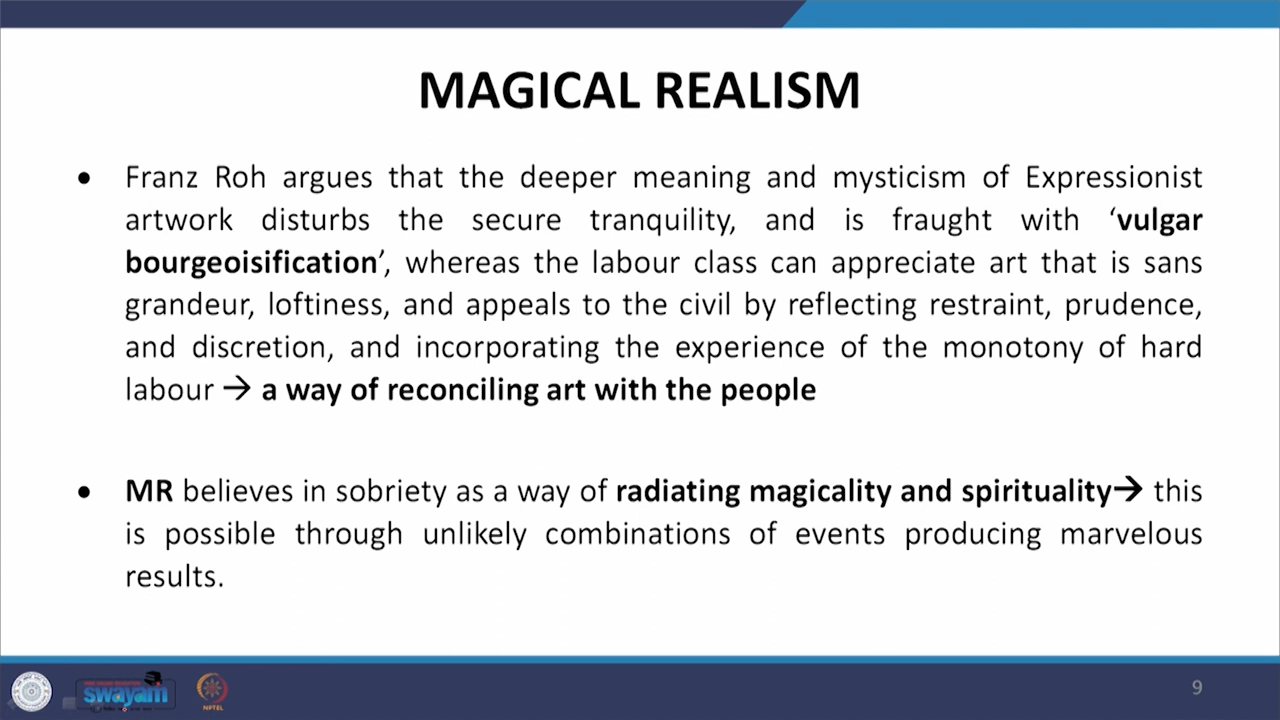 MAGICAL REALISM
• Franz Roh argues that the deeper meaning and mysticism of Expressionist
artwork disturbs the secure tranquility, and is fraught with ‘vulgar
bourgeoisification’, whereas the labour class can appreciate art that is sans
grandeur, loftiness, and appeals to the civil by reflecting restraint, prudence,
and discretion, and incorporating the experience of the monotony of hard
labour → a way of reconciling art with the people
• MR believes in sobriety as a way of radiating magicality and spirituality→ this
is possible through unlikely combinations of events producing marvelous
results.
swayam
NPTEL
9